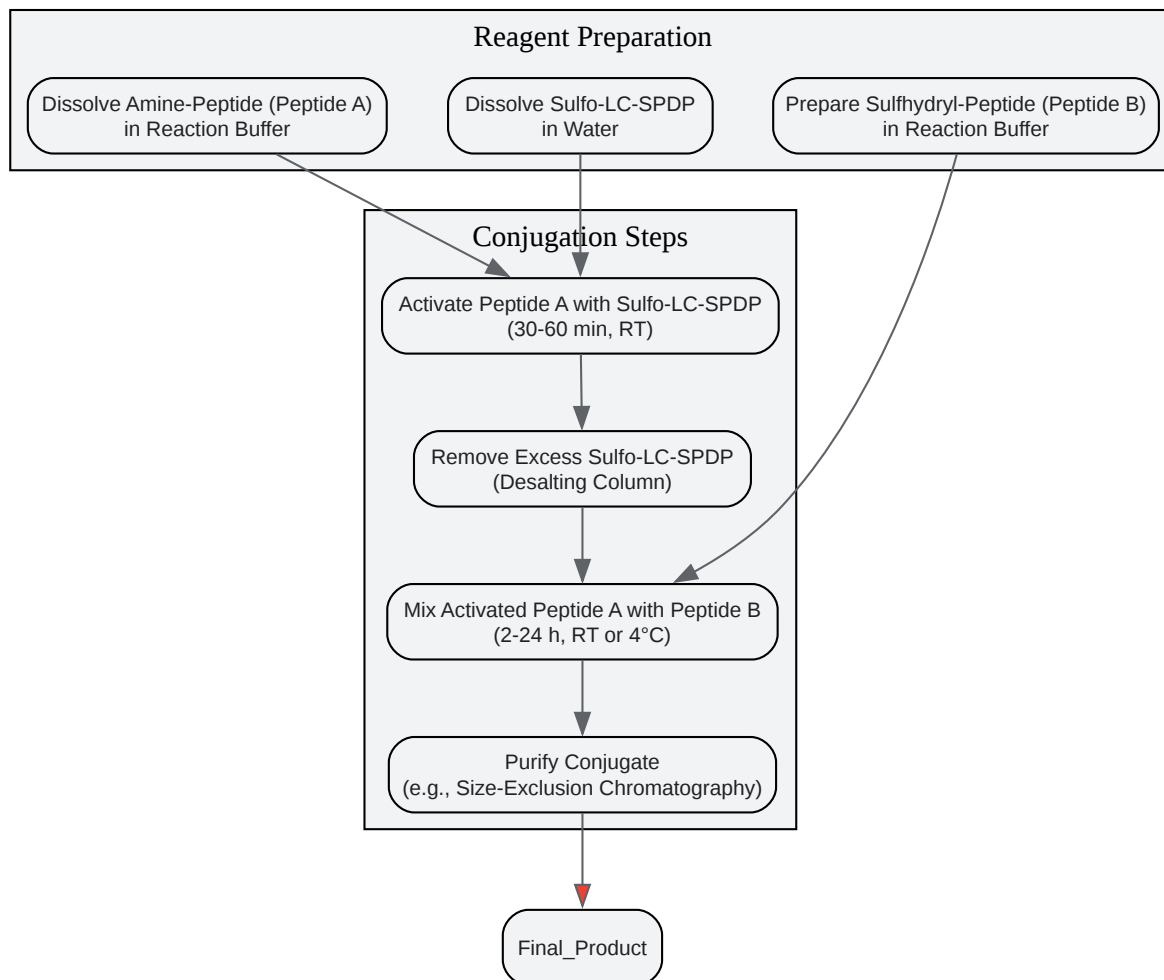 Reagent Preparation
Dissolve Amine-Peptide (Peptide A)
in Reaction Buffer
Dissolve Sulfo-LC-SPDP
in Water
Prepare Sulfhydryl-Peptide (Peptide B)
in Reaction Buffer
Conjugation Steps
Activate Peptide A with Sulfo-LC-SPDP
(30-60 min, RT)
Remove Excess Sulfo-LC-SPDP
(Desalting Column)
Mix Activated Peptide A with Peptide B
(2-24 h, RT or 4°C)
Purify Conjugate
(e.g., Size-Exclusion Chromatography)
Final_Product